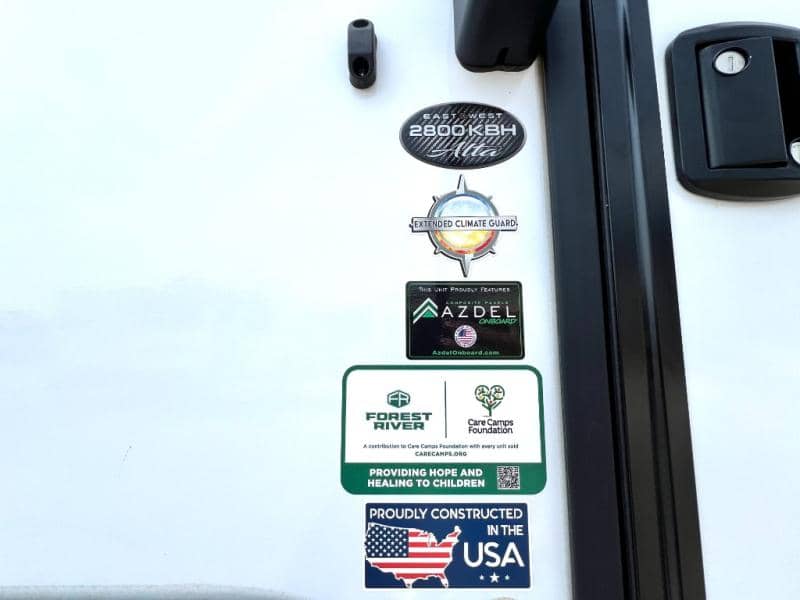 EAST WEST
2800KBH
Alta
EXTENDED CLIMATE GUARD
THIS UNIT PROUDLY FEATURES
COMPOSITE PANELS
AZDEL
ONBOARD
AzdelOnboard.com
FOREST
RIVER
Care Camps
Foundation
A contribution to Care Camps Foundation with every unit sold
CARECAMPS.ORG
PROVIDING HOPE AND
HEALING TO CHILDREN
PROUDLY CONSTRUCTED
IN THE
USA